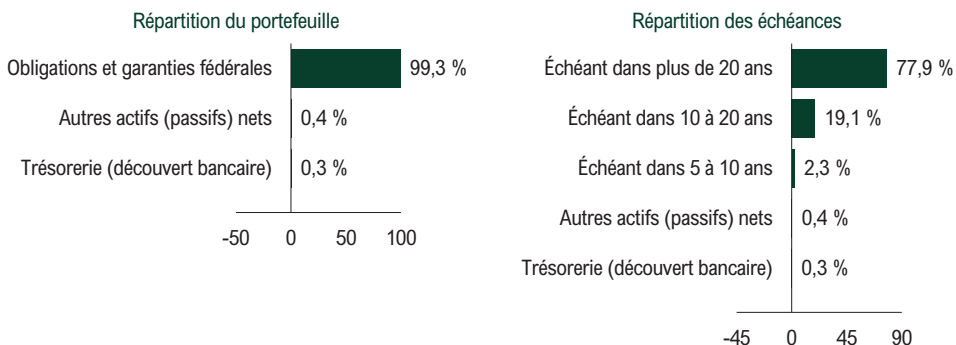 Répartition du portefeuille
Obligations et garanties fédérales 99,3 %
Autres actifs (passifs) nets 0,4 %
Trésorerie (découvert bancaire) 0,3 %
-50 0 50 100
Répartition des échéances
Échéant dans plus de 20 ans 77,9 %
Échéant dans 10 à 20 ans 19,1 %
Échéant dans 5 à 10 ans 2,3 %
Autres actifs (passifs) nets 0,4 %
Trésorerie (découvert bancaire) 0,3 %
-45 0 45 90